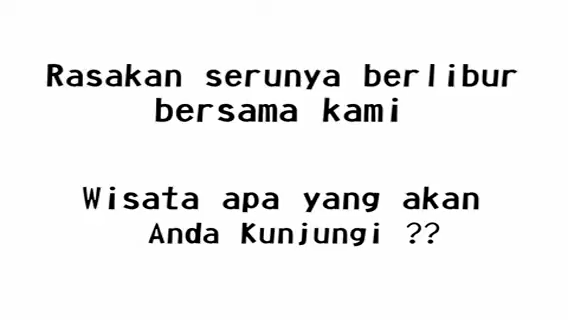 Rasakan serunya berlibur
bersama kami
Wisata apa yang akan
Anda Kunjungi ??